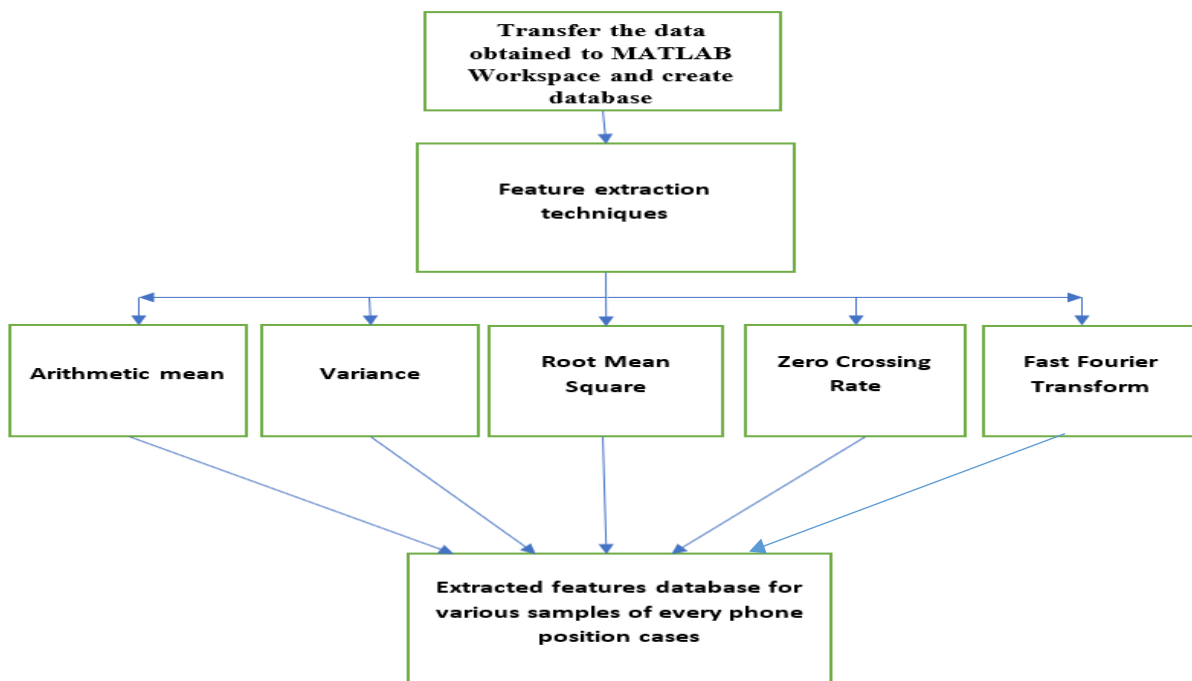 Transfer the data
obtained to MATLAB
Workspace and create
database
Feature extraction
techniques
Arithmetic mean
Variance
Root Mean
Square
Zero Crossing
Rate
Fast Fourier
Transform
Extracted features database for
various samples of every phone
position cases